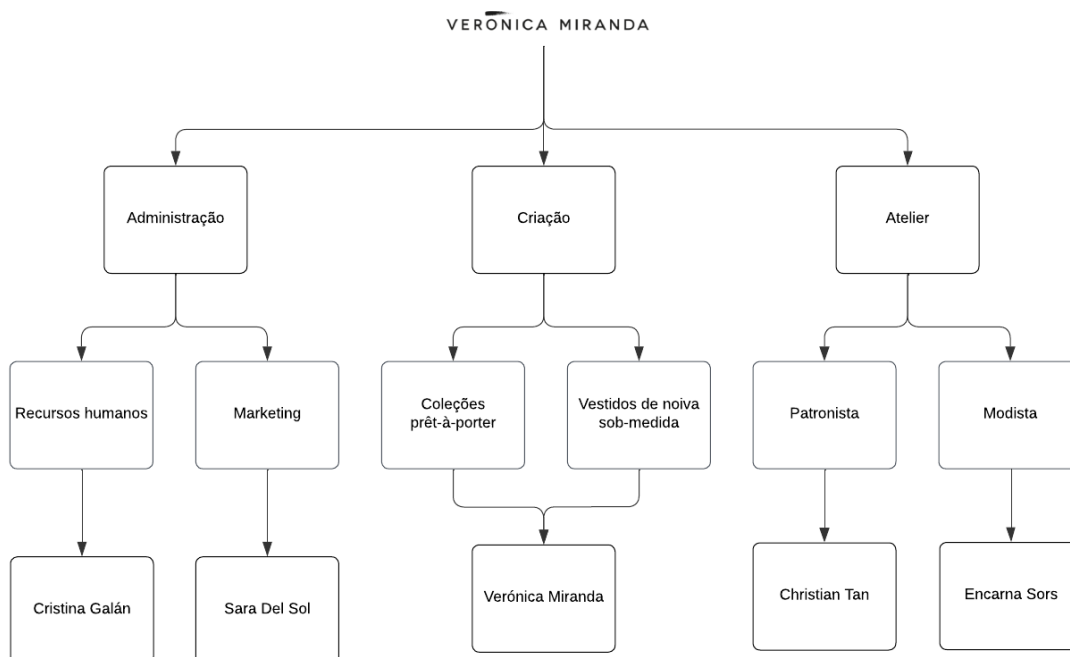 VERÓNICA MIRANDA
Administração
Criação
Atelier
Recursos humanos
Marketing
Coleções
prêt-à-porter
Vestidos de noiva
sob-medida
Patronista
Modista
Cristina Galán
Sara Del Sol
Verónica Miranda
Christian Tan
Encarna Sors